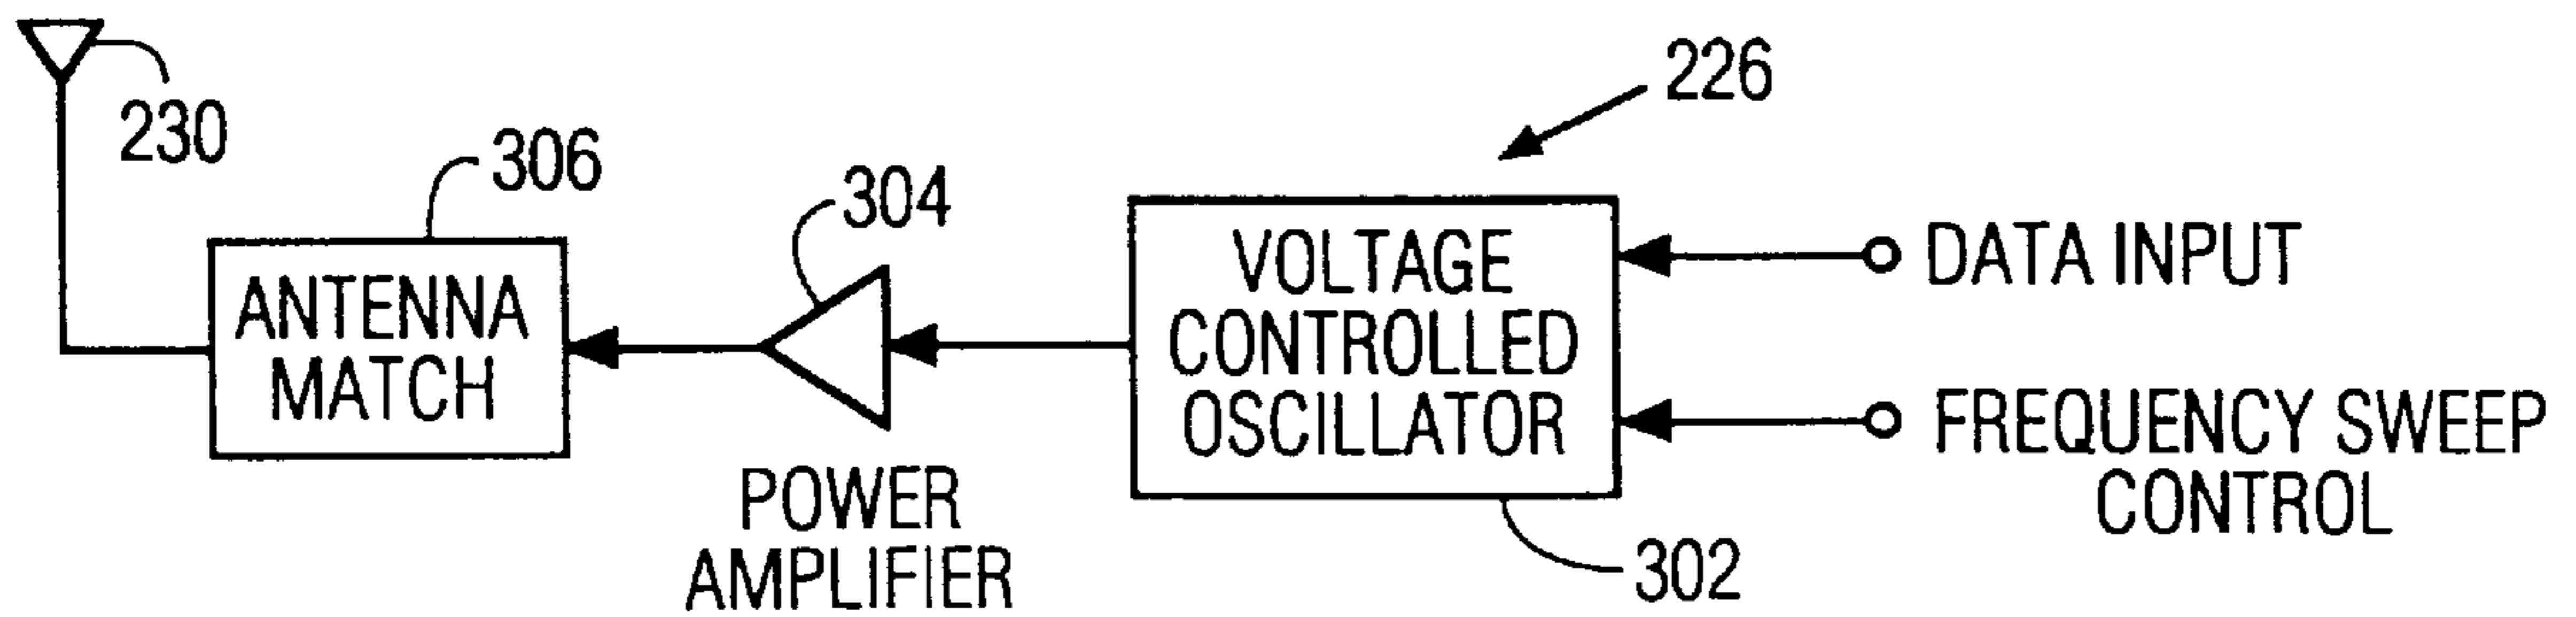 230
306
ANTENNA
MATCH
304
POWER
AMPLIFIER
226
VOLTAGE
CONTROLLED
OSCILLATOR
302
DATA INPUT
FREQUENCY SWEEP
CONTROL